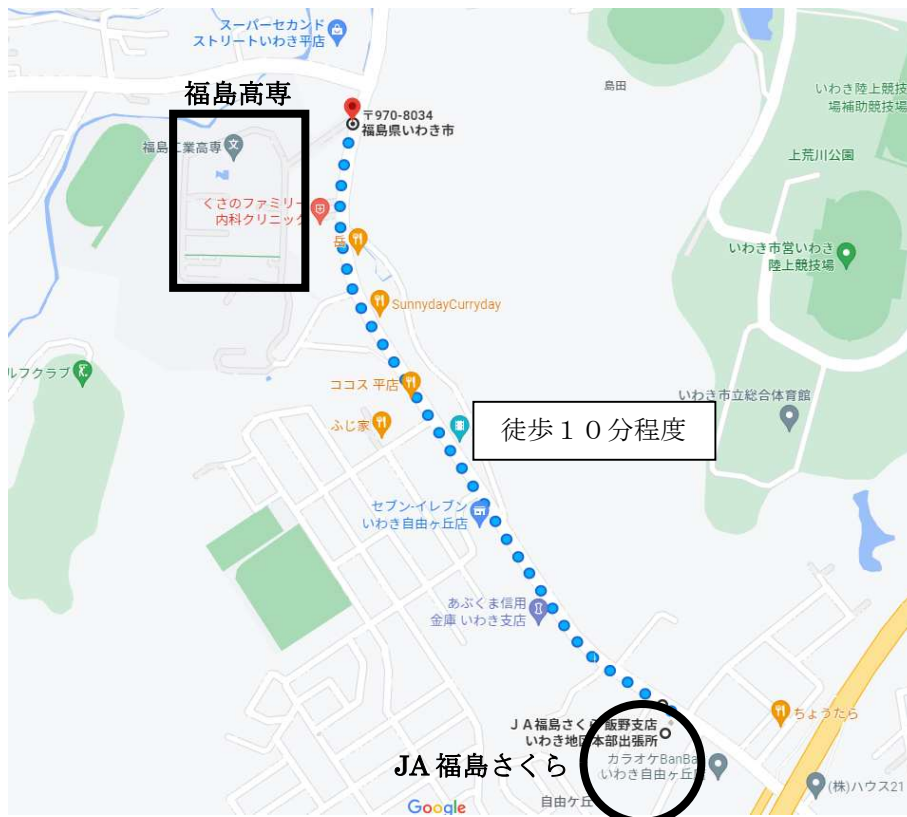 スーパーセカンド
ストリートいわき平店
福島高専
島田
いわき陸上競技
場補助競技場
〒970-8034
福島県いわき市
福島工業高専
上荒川公園
くさのファミリー
内科クリニック
岳
いわき市営いわき
陸上競技場
SunnydayCurryday
ルフクラブ
ココス 平店
いわき市立総合体育館
ふじ家
徒歩１０分程度
セブン-イレブン
いわき自由ヶ丘店
あぶくま信用
金庫 いわき支店
ちょうたら
ＪＡ福島さくら 飯野支店
いわき地区本部出張所
カラオケBanBa
いわき自由ヶ丘店
JA 福島さくら
(株)ハウス21
自由ケ丘
Google